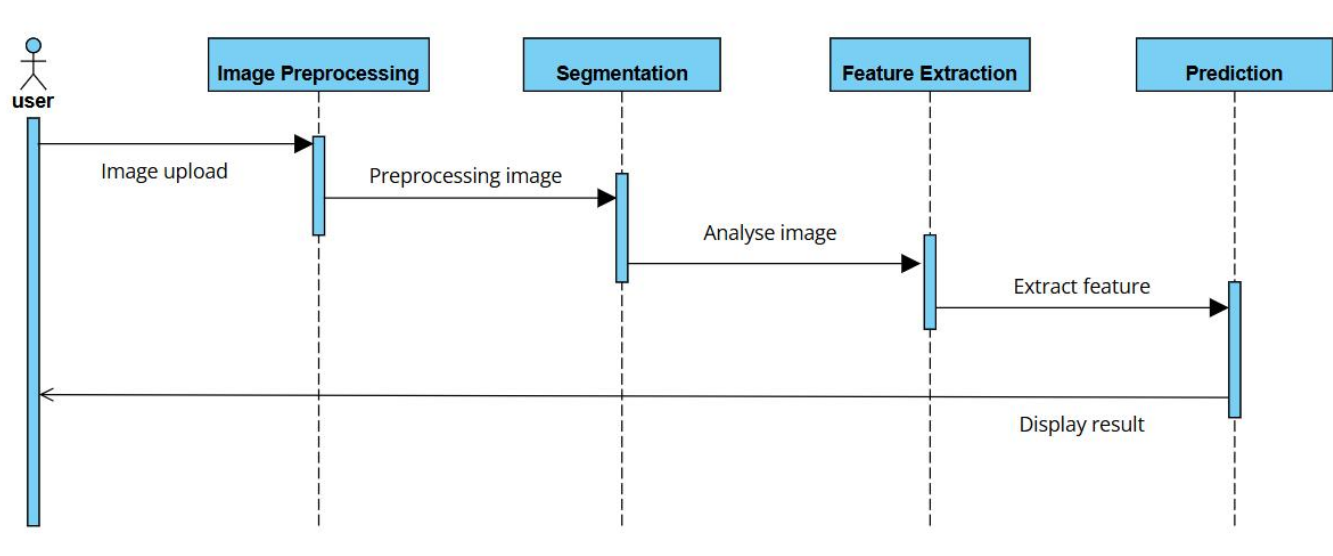 Image Preprocessing
Segmentation
Feature Extraction
Prediction
user
Image upload
Preprocessing image
Analyse image
Extract feature
Display result